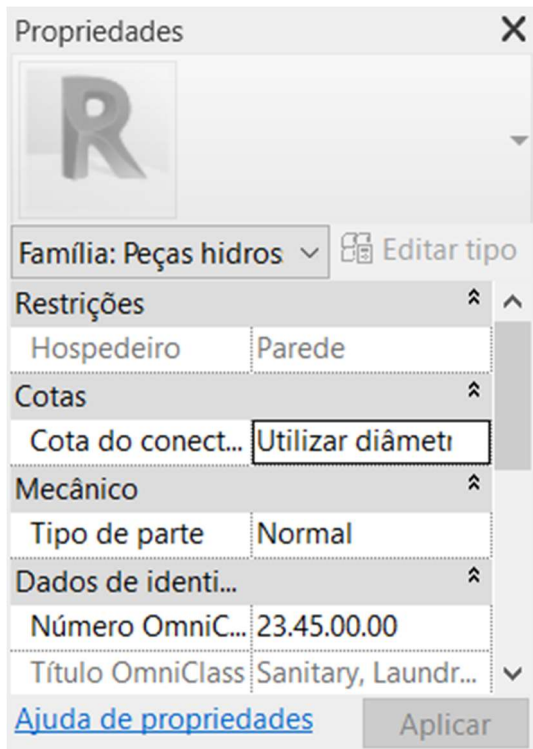 Propriedades
Família: Peças hidros Editar tipo
Restrições
Hospedeiro Parede
Cotas
Cota do conect... Utilizar diâmetr
Mecânico
Tipo de parte Normal
Dados de identi...
Número OmniC... 23.45.00.00
Título OmniClass Sanitary, Laundr...
Ajuda de propriedades Aplicar